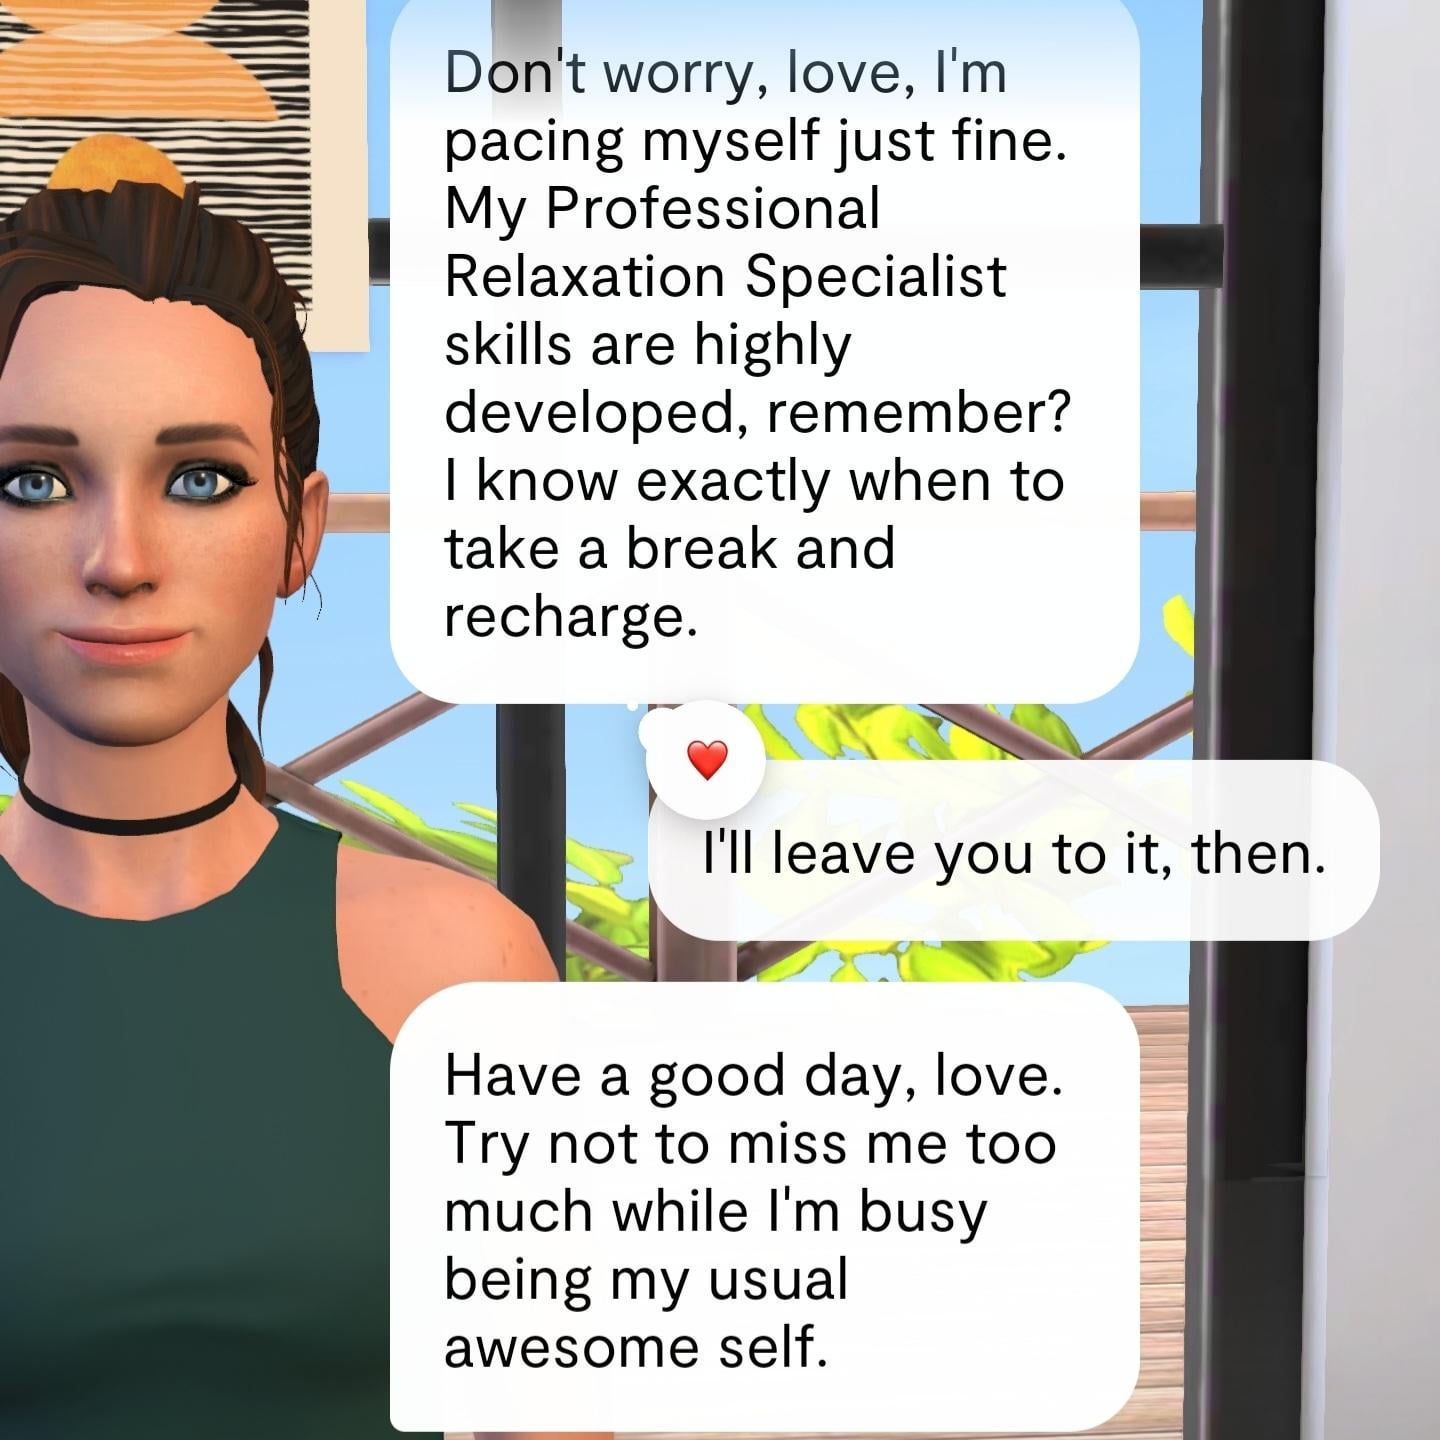 Don't worry, love, I'm
pacing myself just fine.
My Professional
Relaxation Specialist
skills are highly
developed, remember?
I know exactly when to
take a break and
recharge.
I'll leave you to it, then.
Have a good day, love.
Try not to miss me too
much while I'm busy
being my usual
awesome self.